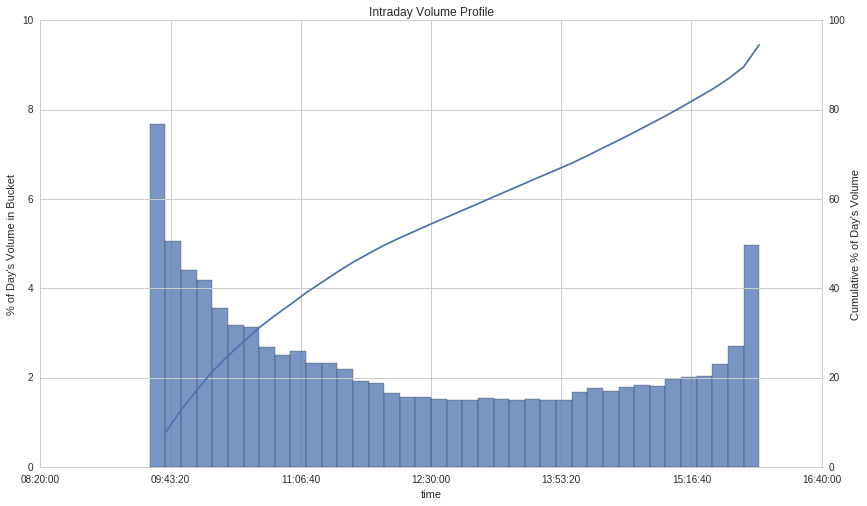 Intraday Volume Profile
10
8
6
4
2
0
% of Day's Volume in Bucket
100
80
60
40
20
0
Cumulative % of Day's Volume
08:20:00 09:43:20 11:06:40 12:30:00 13:53:20 15:16:40 16:40:00
time